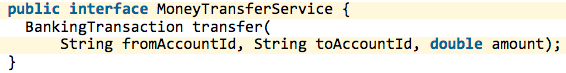 public interface MoneyTransferService {
  BankingTransaction transfer(
      String fromAccountId, String toAccountId, double amount);
}